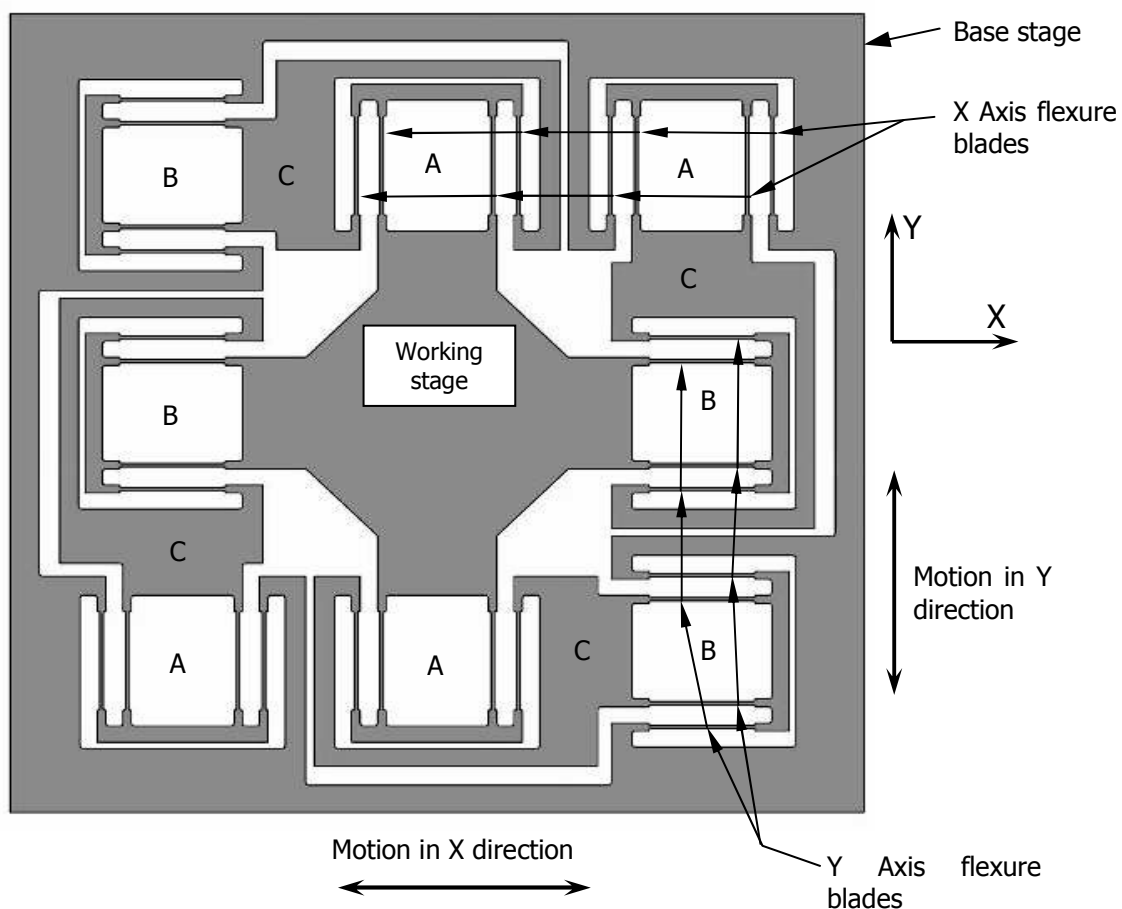 Base stage
X Axis flexure
blades
A
A
B
C
Y
C
X
Working
stage
B
B
C
Motion in Y
direction
A
A
C
B
Motion in X direction
Y Axis flexure
blades